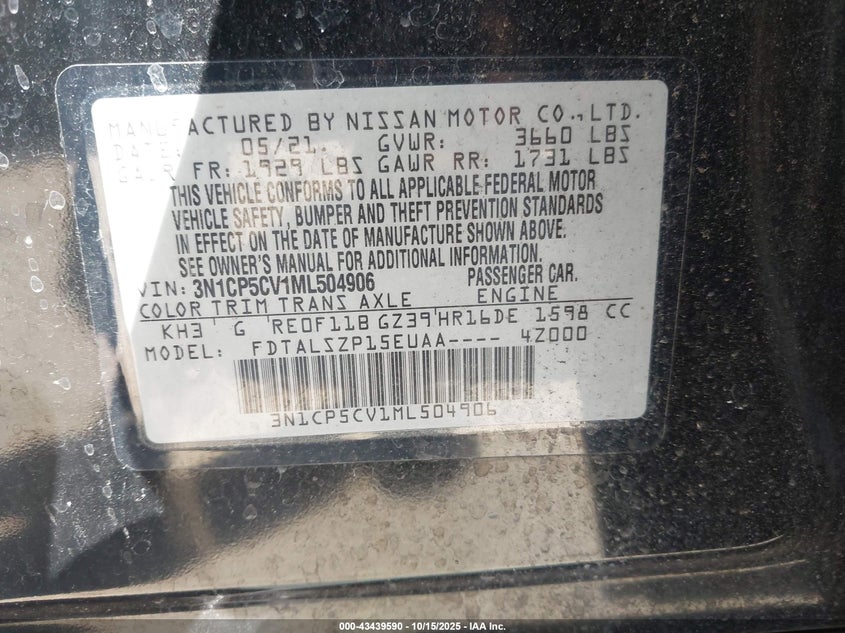 MANUFACTURED BY NISSAN MOTOR CO., LTD.
DATE: 05/21. GVWR: 3660 LBS
GAWR FR: 1929 LBS GAWR RR: 1731 LBS
THIS VEHICLE CONFORMS TO ALL APPLICABLE FEDERAL MOTOR
VEHICLE SAFETY, BUMPER AND THEFT PREVENTION STANDARDS
IN EFFECT ON THE DATE OF MANUFACTURE SHOWN ABOVE.
SEE OWNER'S MANUAL FOR ADDITIONAL INFORMATION.
VIN: 3N1CP5CV1ML504906 PASSENGER CAR.
COLOR TRIM TRANS AXLE ENGINE
KH3 G RE0F11B GZ39 HR16DE 1598 CC
MODEL: FDTALSZP15EUAA---- 4Z000
3N1CP5CV1ML504906
000-43439590 - 10/15/2025 - IAA Inc.